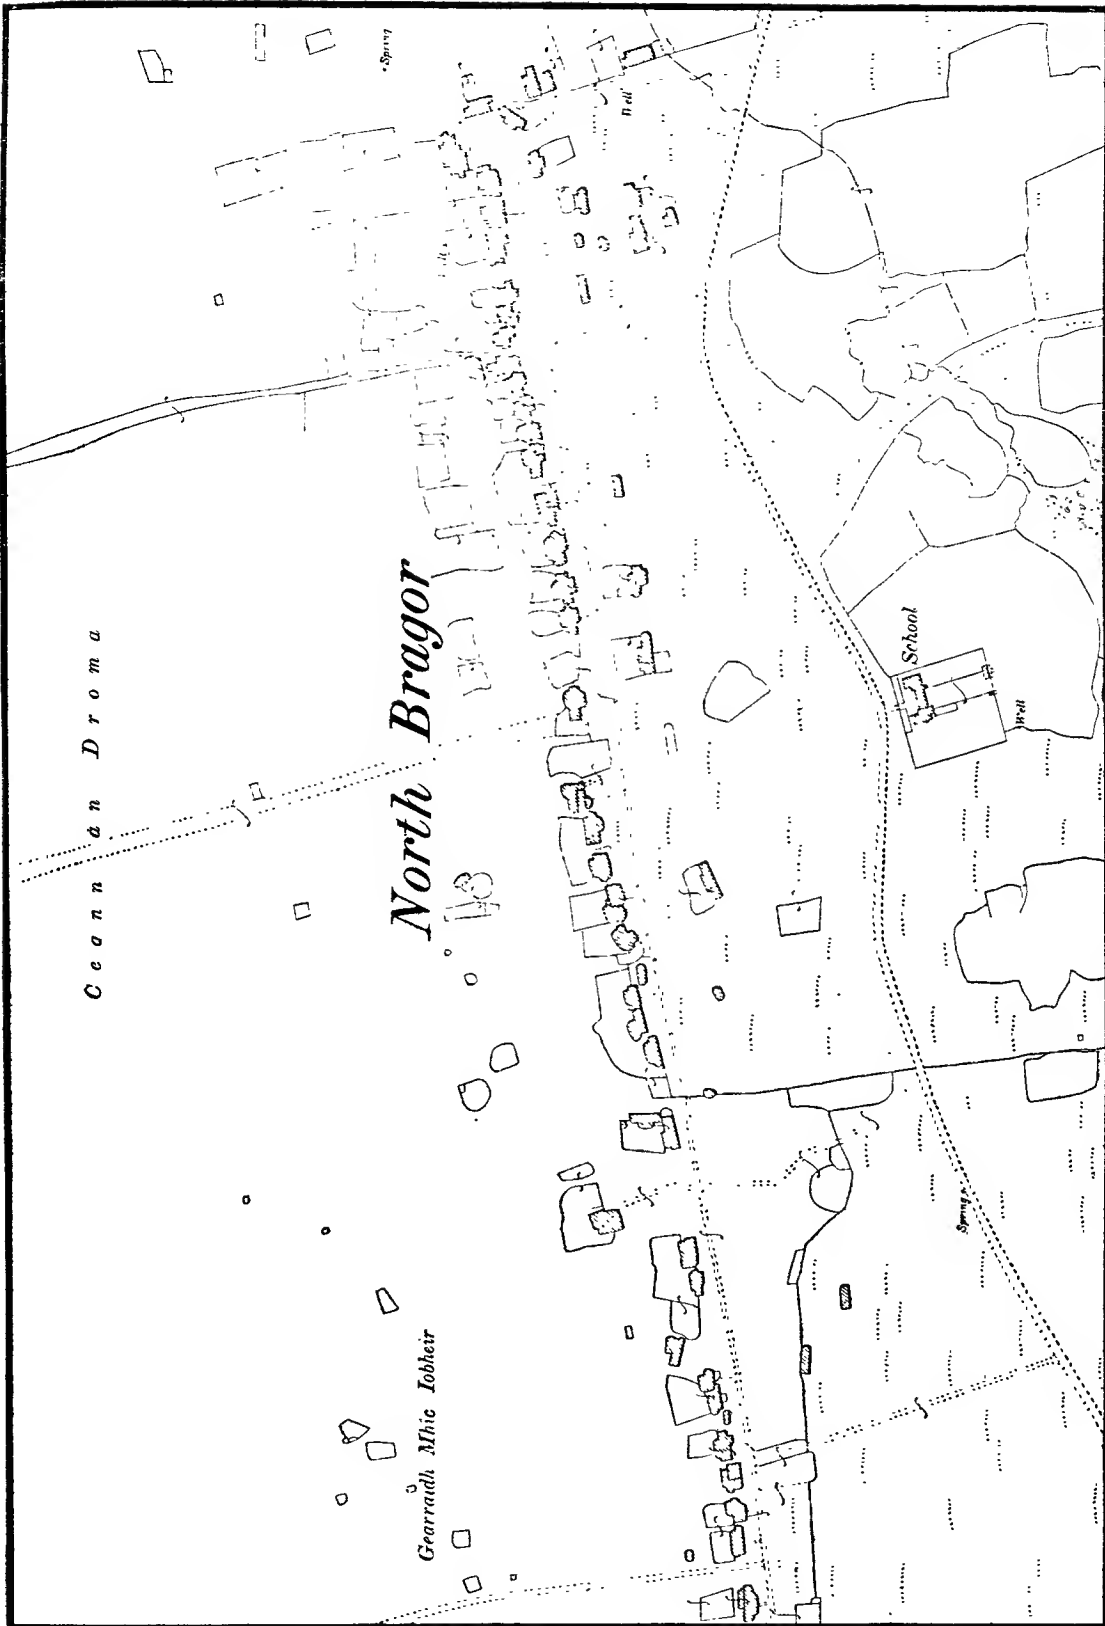 Ceann an Droma
North Bragor
Gearraidh Mhic Iobheir
Spring
Well
School
Well
Spring